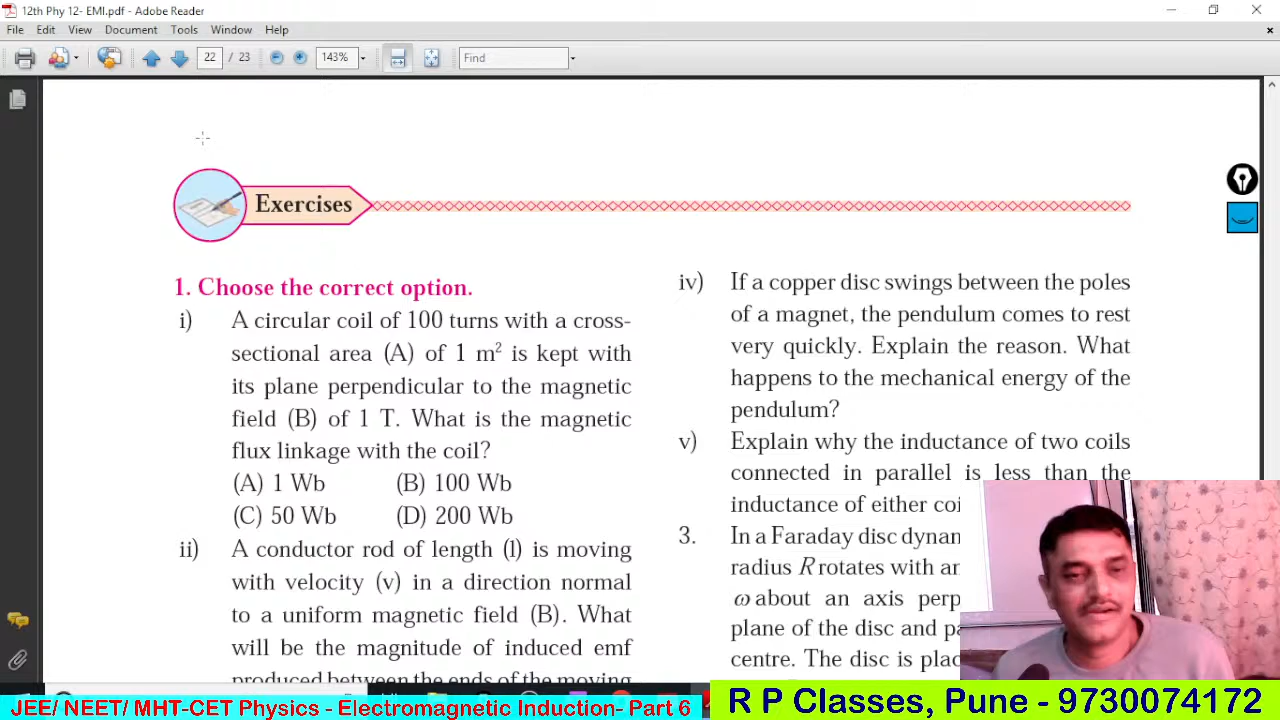 12th Phy 12- EMI.pdf - Adobe Reader
File Edit View Document Tools Window Help
22 / 23 143% Find
Exercises
1. Choose the correct option.
i) A circular coil of 100 turns with a cross-
sectional area (A) of 1 m² is kept with
its plane perpendicular to the magnetic
field (B) of 1 T. What is the magnetic
flux linkage with the coil?
(A) 1 Wb (B) 100 Wb
(C) 50 Wb (D) 200 Wb
ii) A conductor rod of length (l) is moving
with velocity (v) in a direction normal
to a uniform magnetic field (B). What
will be the magnitude of induced emf
produced between the ends of the moving
iv) If a copper disc swings between the poles
of a magnet, the pendulum comes to rest
very quickly. Explain the reason. What
happens to the mechanical energy of the
pendulum?
v) Explain why the inductance of two coils
connected in parallel is less than the
inductance of either
3. In a Faraday disc
radius R rotates with
ω about an axis
plane of the disc and
centre. The disc is
JEE/ NEET/ MHT-CET Physics - Electromagnetic Induction- Part 6
R P Classes, Pune - 9730074172